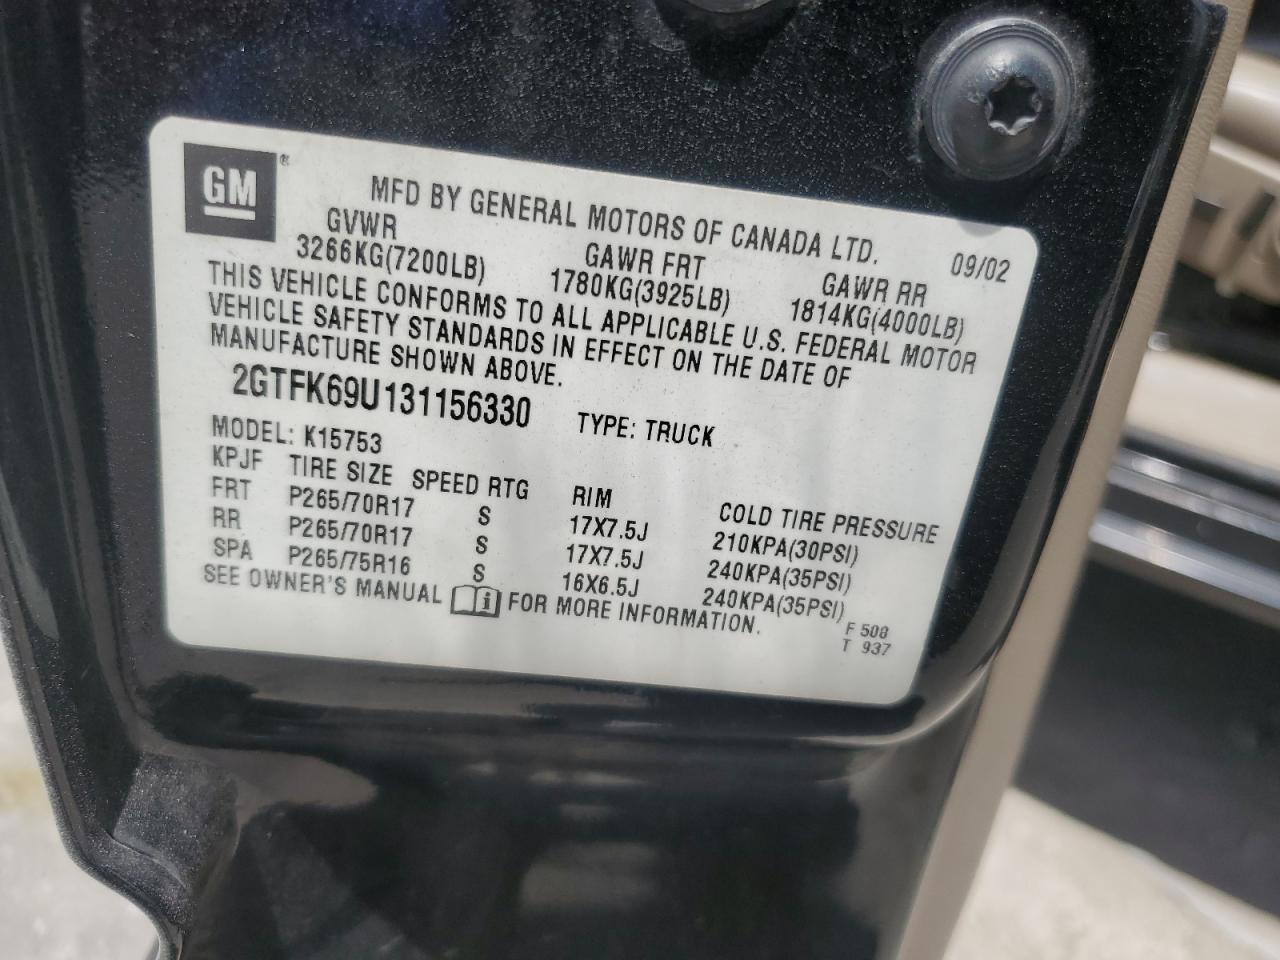 GM ®
MFD BY GENERAL MOTORS OF CANADA LTD.
09/02
GVWR GAWR FRT GAWR RR
3266KG(7200LB) 1780KG(3925LB) 1814KG(4000LB)
THIS VEHICLE CONFORMS TO ALL APPLICABLE U.S. FEDERAL MOTOR
VEHICLE SAFETY STANDARDS IN EFFECT ON THE DATE OF
MANUFACTURE SHOWN ABOVE.
2GTFK69U131156330 TYPE: TRUCK
MODEL: K15753
KPJF TIRE SIZE SPEED RTG RIM COLD TIRE PRESSURE
FRT P265/70R17 S 17X7.5J 210KPA(30PSI)
RR P265/70R17 S 17X7.5J 240KPA(35PSI)
SPA P265/75R16 S 16X6.5J 240KPA(35PSI)
SEE OWNER'S MANUAL i FOR MORE INFORMATION.
F 508
T 937